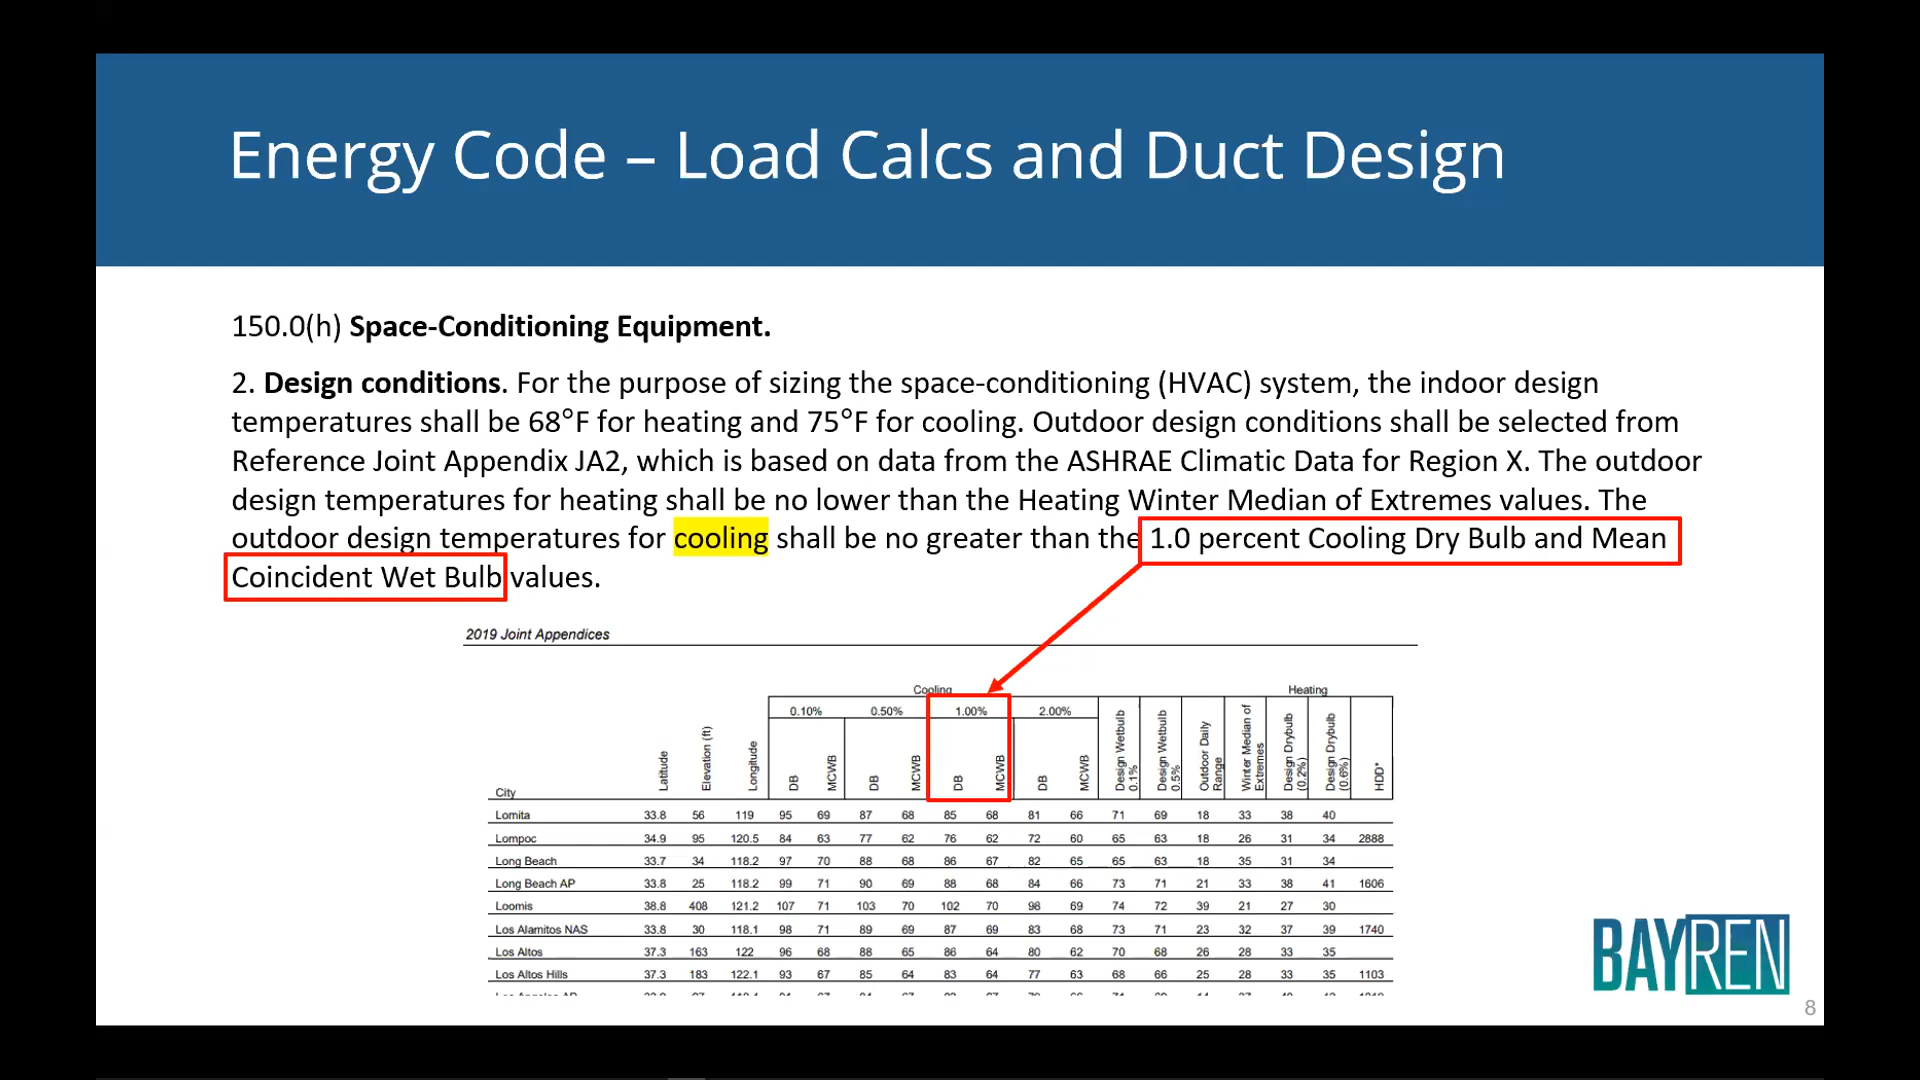 Energy Code – Load Calcs and Duct Design
150.0(h) Space-Conditioning Equipment.
2. Design conditions. For the purpose of sizing the space-conditioning (HVAC) system, the indoor design
temperatures shall be 68°F for heating and 75°F for cooling. Outdoor design conditions shall be selected from
Reference Joint Appendix JA2, which is based on data from the ASHRAE Climatic Data for Region X. The outdoor
design temperatures for heating shall be no lower than the Heating Winter Median of Extremes values. The
outdoor design temperatures for cooling shall be no greater than the 1.0 percent Cooling Dry Bulb and Mean
Coincident Wet Bulb values.
2019 Joint Appendices
Cooling Heating
0.10% 0.50% 1.00% 2.00%
City Latitude Elevation (ft) Longitude DB MCWB DB MCWB DB MCWB DB MCWB Design Wetbulb 0.1% Design Wetbulb 0.5% Outdoor Daily Range Winter Median of Extremes Design Drybulb (0.2%) Design Drybulb (0.6%) HDD*
Lomita 33.8 56 119 95 69 87 68 85 68 81 66 71 69 18 33 38 40
Lompoc 34.9 95 120.5 84 63 77 62 76 62 72 60 65 63 18 26 31 34 2888
Long Beach 33.7 34 118.2 97 70 88 68 86 67 82 65 65 63 18 35 31 34
Long Beach AP 33.8 25 118.2 99 71 90 69 88 68 84 66 73 71 21 33 38 41 1606
Loomis 38.8 408 121.2 107 71 103 70 102 70 98 69 74 72 39 21 27 30
Los Alamitos NAS 33.8 30 118.1 98 71 89 69 87 69 83 68 73 71 23 32 37 39 1740
Los Altos 37.3 163 122 96 68 88 65 86 64 80 62 70 68 26 28 33 35
Los Altos Hills 37.3 183 122.1 93 67 85 64 83 64 77 63 68 66 25 28 33 35 1103
BAYREN
8